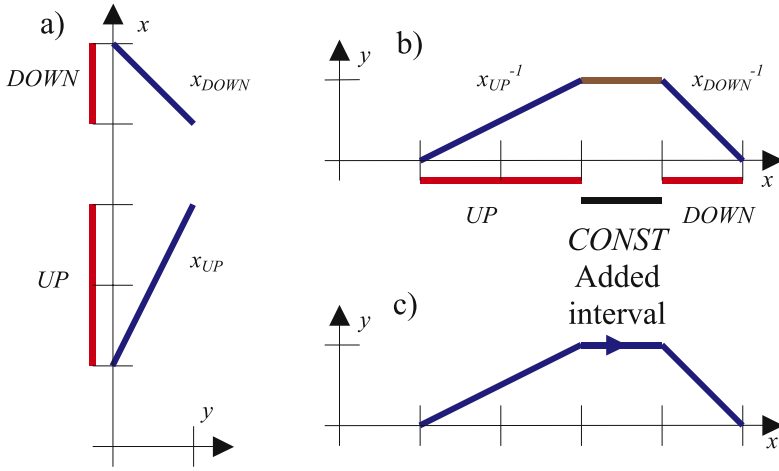 a)
x
DOWN
x_DOWN
UP
x_UP
y
b)
y
x_UP^-1
x_DOWN^-1
x
UP
DOWN
CONST
Added
interval
c)
y
x